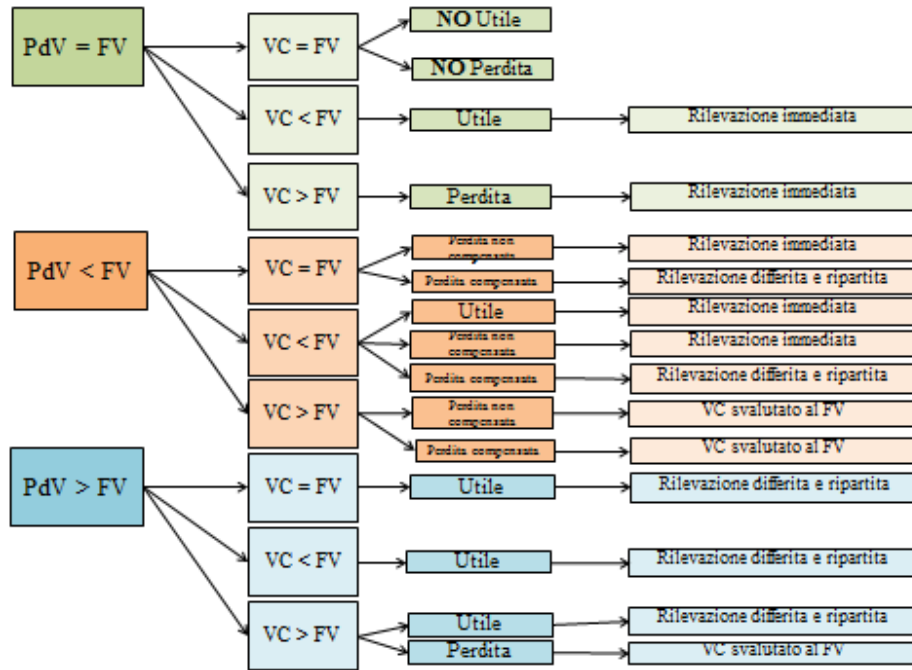 PdV = FV
VC = FV
NO Utile
NO Perdita
VC < FV
Utile
Rilevazione immediata
VC > FV
Perdita
Rilevazione immediata
PdV < FV
VC = FV
Perdita non
compensata
Rilevazione immediata
Perdita compensata
Rilevazione differita e ripartita
VC < FV
Utile
Rilevazione immediata
Perdita non
compensata
Rilevazione immediata
Perdita compensata
Rilevazione differita e ripartita
VC > FV
Perdita non
compensata
VC svalutato al FV
Perdita compensata
VC svalutato al FV
PdV > FV
VC = FV
Utile
Rilevazione differita e ripartita
VC < FV
Utile
Rilevazione differita e ripartita
VC > FV
Utile
Rilevazione differita e ripartita
Perdita
VC svalutato al FV